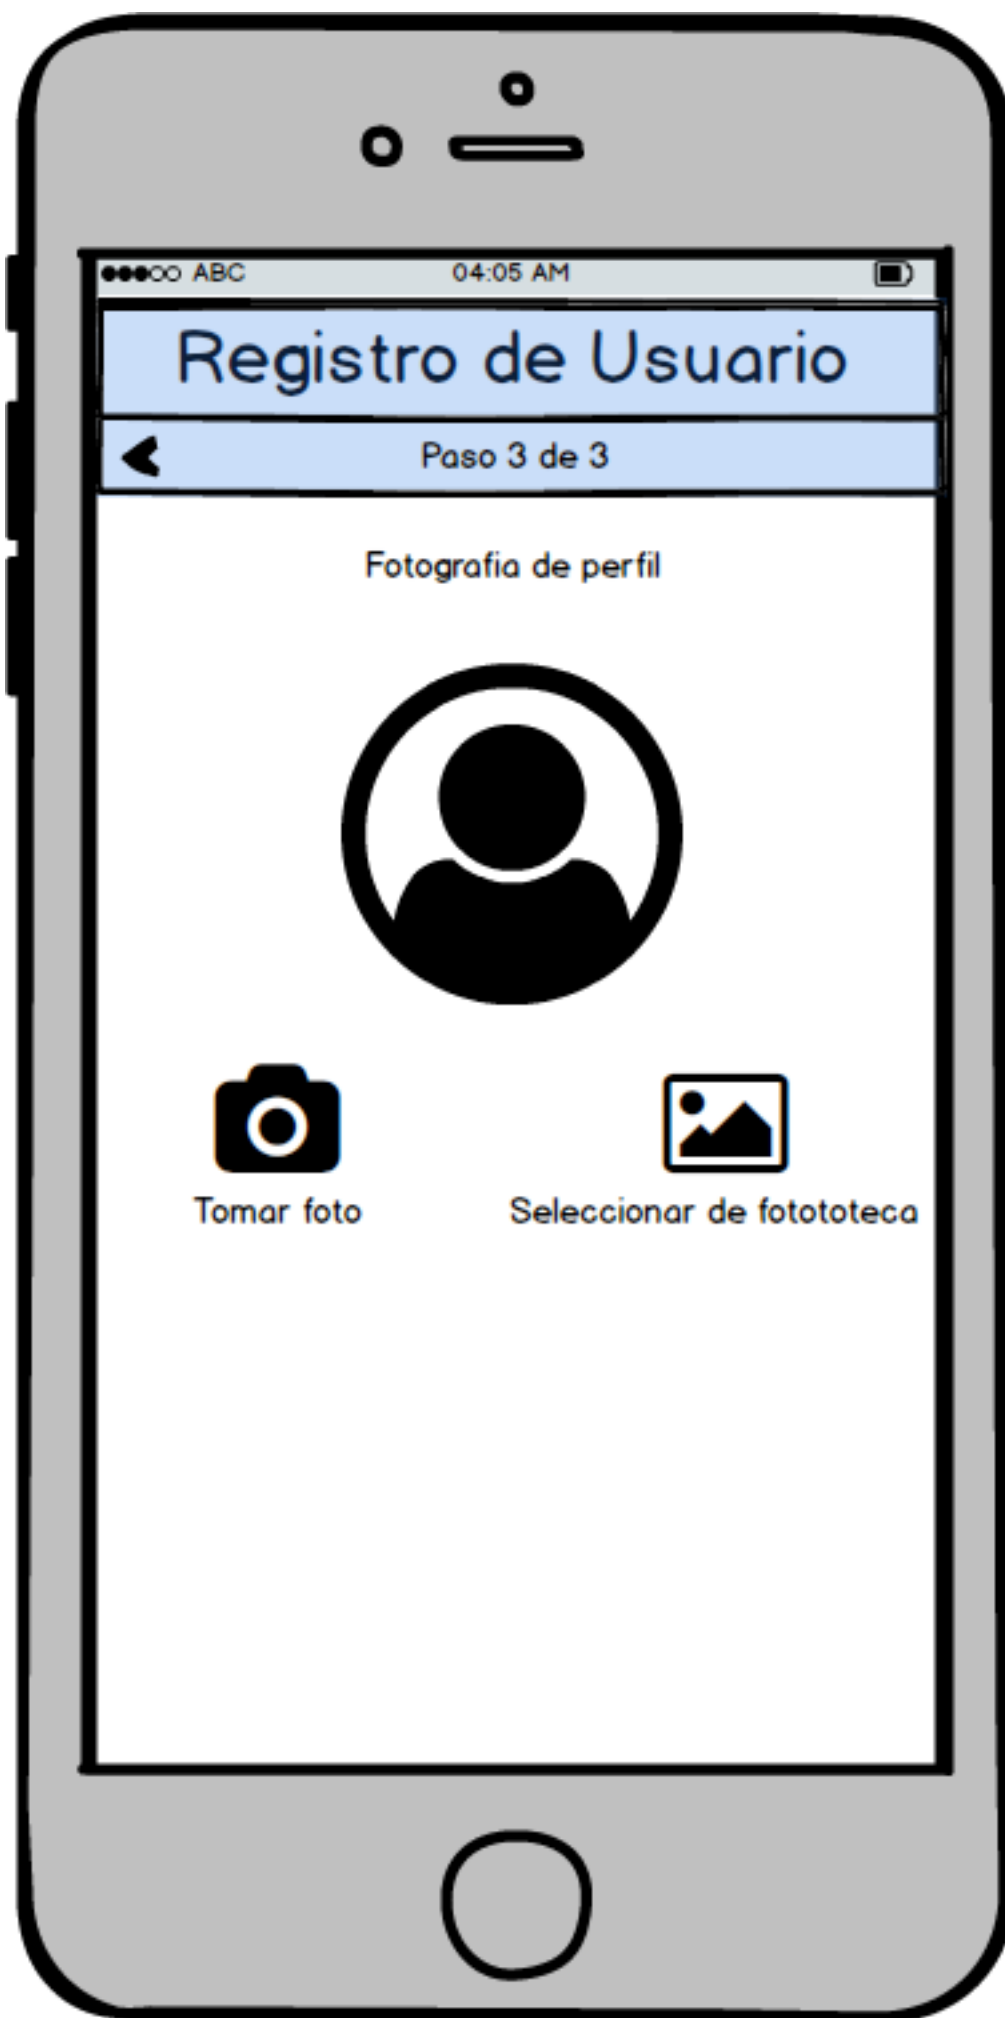 ABC 04:05 AM
Registro de Usuario
Paso 3 de 3
Fotografia de perfil
Tomar foto Seleccionar de fotototeca